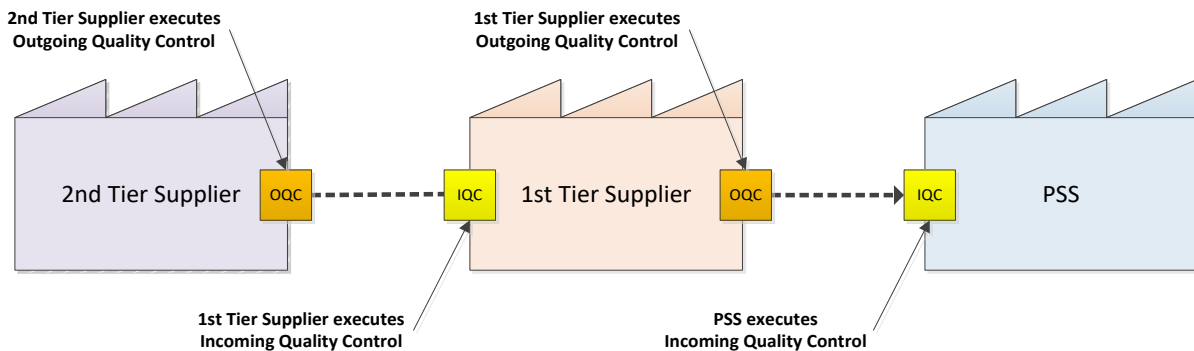 2nd Tier Supplier executes
Outgoing Quality Control
1st Tier Supplier executes
Outgoing Quality Control
2nd Tier Supplier
OQC
IQC
1st Tier Supplier
OQC
IQC
PSS
1st Tier Supplier executes
Incoming Quality Control
PSS executes
Incoming Quality Control